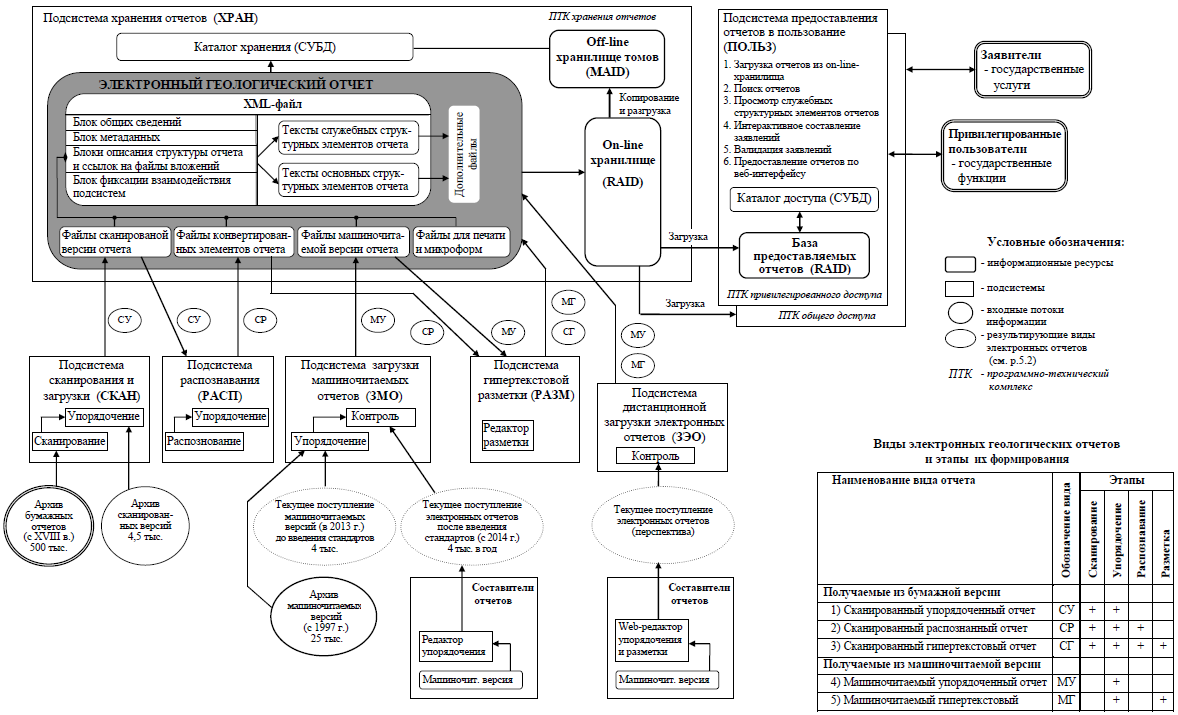 Подсистема хранения отчетов (ХРАН)
ПТК хранения отчетов
Каталог хранения (СУБД)
Off-line
хранилище томов
(MAID)
ЭЛЕКТРОННЫЙ ГЕОЛОГИЧЕСКИЙ ОТЧЕТ
XML-файл
Блок общих сведений
Блок метаданных
Блоки описания структуры отчета
и ссылок на файлы вложений
Блок фиксации взаимодействия
подсистем
Тексты служебных струк-
турных элементов отчета
Тексты основных струк-
турных элементов отчета
Дополнительные
файлы
Файлы сканированой
версии отчета
Файлы конвертирован-
ных элементов отчета
Файлы машиночита-
емой версии отчета
Файлы для печати
и микроформ
Копирование
и разгрузка
On-line
хранилище
(RAID)
Загрузка
Загрузка
Подсистема предоставления
отчетов в пользование
(ПОЛЬЗ)
1. Загрузка отчетов из on-line-
хранилища
2. Поиск отчетов
3. Просмотр служебных
структурных элементов отчетов
4. Интерактивное составление
заявлений
5. Валидация заявлений
6. Предоставление отчетов по
веб-интерфейсу
Каталог доступа (СУБД)
База
предоставляемых
отчетов (RAID)
ПТК привилегированного доступа
ПТК общего доступа
Заявители
- государственные
услуги
Привилегированные
пользователи
- государственные
функции
Условные обозначения:
- информационные ресурсы
- подсистемы
- входные потоки
информации
- результирующие виды
электронных отчетов
(см. р.5.2)
ПТК - программно-технический
комплекс
СУ
СУ
СР
МУ
СР
МУ
МГ
СГ
МУ
МГ
Подсистема
сканирования и
загрузки (СКАН)
Упорядочение
Сканирование
Подсистема
распознавания
(РАСП)
Упорядочение
Распознование
Подсистема загрузки
машиночитаемых
отчетов (ЗМО)
Контроль
Упорядочение
Подсистема
гипертекстовой
разметки (РАЗМ)
Редактор
разметки
Подсистема
дистанционной
загрузки электронных
отчетов (ЗЭО)
Контроль
Архив
бумажных
отчетов
(с XVIII в.)
500 тыс.
Архив
сканирован-
ных версий
4,5 тыс.
Текущее поступление
машиночитаемых
версий (в 2013 г.)
до введения стандартов
4 тыс.
Текущее поступление
электронных отчетов
после введения
стандартов (с 2014 г.)
4 тыс. в год
Текущее поступление
электронных отчетов
(перспектива)
Архив
машиночитаемых
версий
(с 1997 г.)
25 тыс.
Составители
отчетов
Редактор
упорядочения
Машиночит. версия
Составители
отчетов
Web-редактор
упорядочения
и разметки
Машиночит. версия
Виды электронных геологических отчетов
и этапы их формирования
Наименование вида отчета
Обозначение вида
Этапы
Сканирование
Упорядочение
Распознавание
Разметка
Получаемые из бумажной версии
1) Сканированный упорядоченный отчет СУ + +
2) Сканированный распознанный отчет СР + + +
3) Сканированный гипертекстовый отчет СГ + + + +
Получаемые из машиночитаемой версии
4) Машиночитаемый упорядоченный отчет МУ +
5) Машиночитаемый гипертекстовый МГ + +